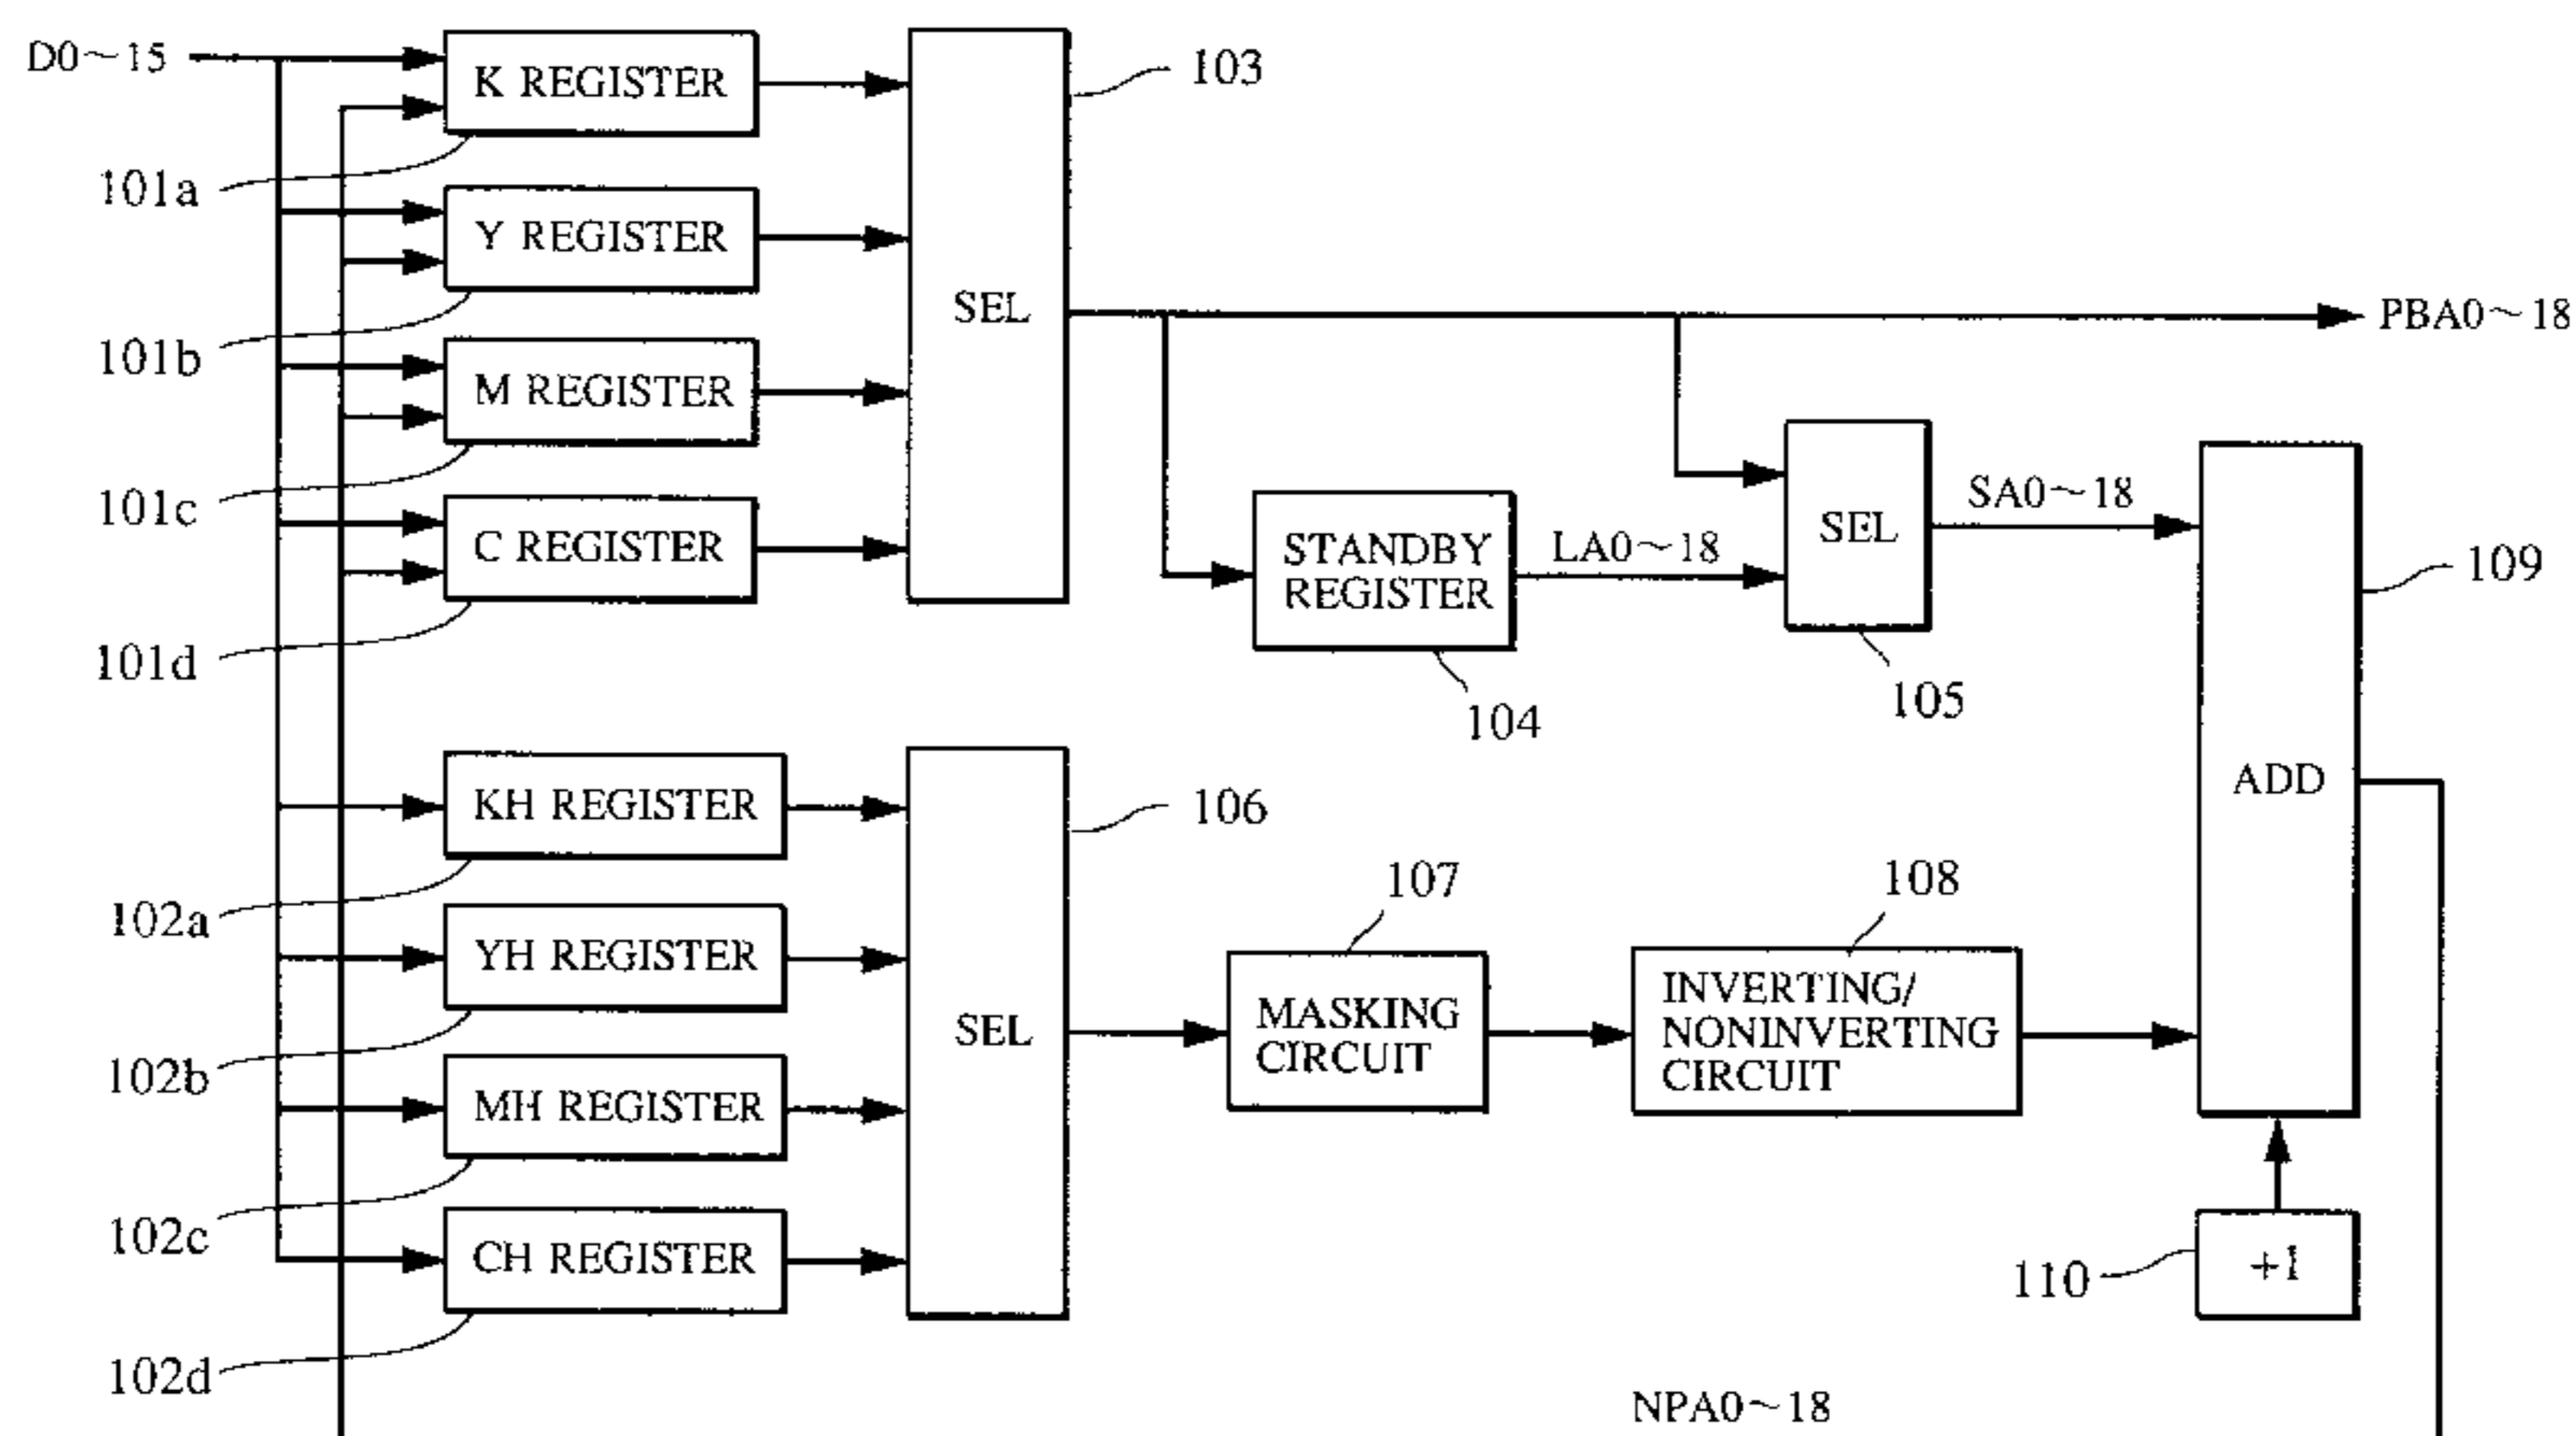 D0~15
K REGISTER
103
101a
Y REGISTER
SEL
PBA0~18
101b
M REGISTER
101c
C REGISTER
STANDBY
REGISTER
LA0~18
SEL
SA0~18
109
101d
104
105
ADD
KH REGISTER
106
102a
107
108
YH REGISTER
SEL
MASKING
CIRCUIT
INVERTING/
NONINVERTING
CIRCUIT
102b
MH REGISTER
102c
CH REGISTER
110
+1
102d
NPA0~18